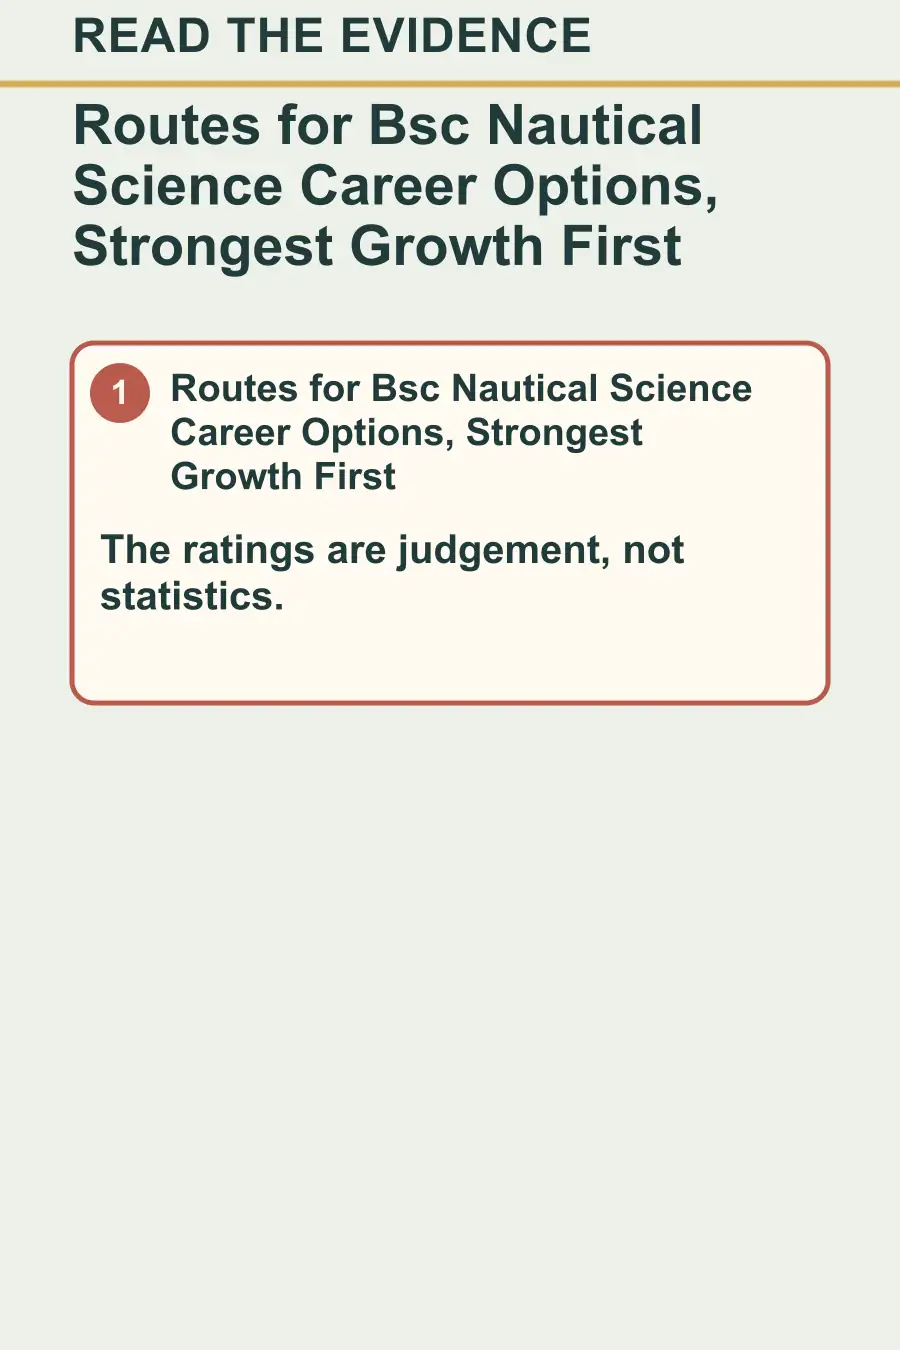 READ THE EVIDENCE
Routes for Bsc Nautical
Science Career Options,
Strongest Growth First
1
Routes for Bsc Nautical Science
Career Options, Strongest
Growth First
The ratings are judgement, not
statistics.